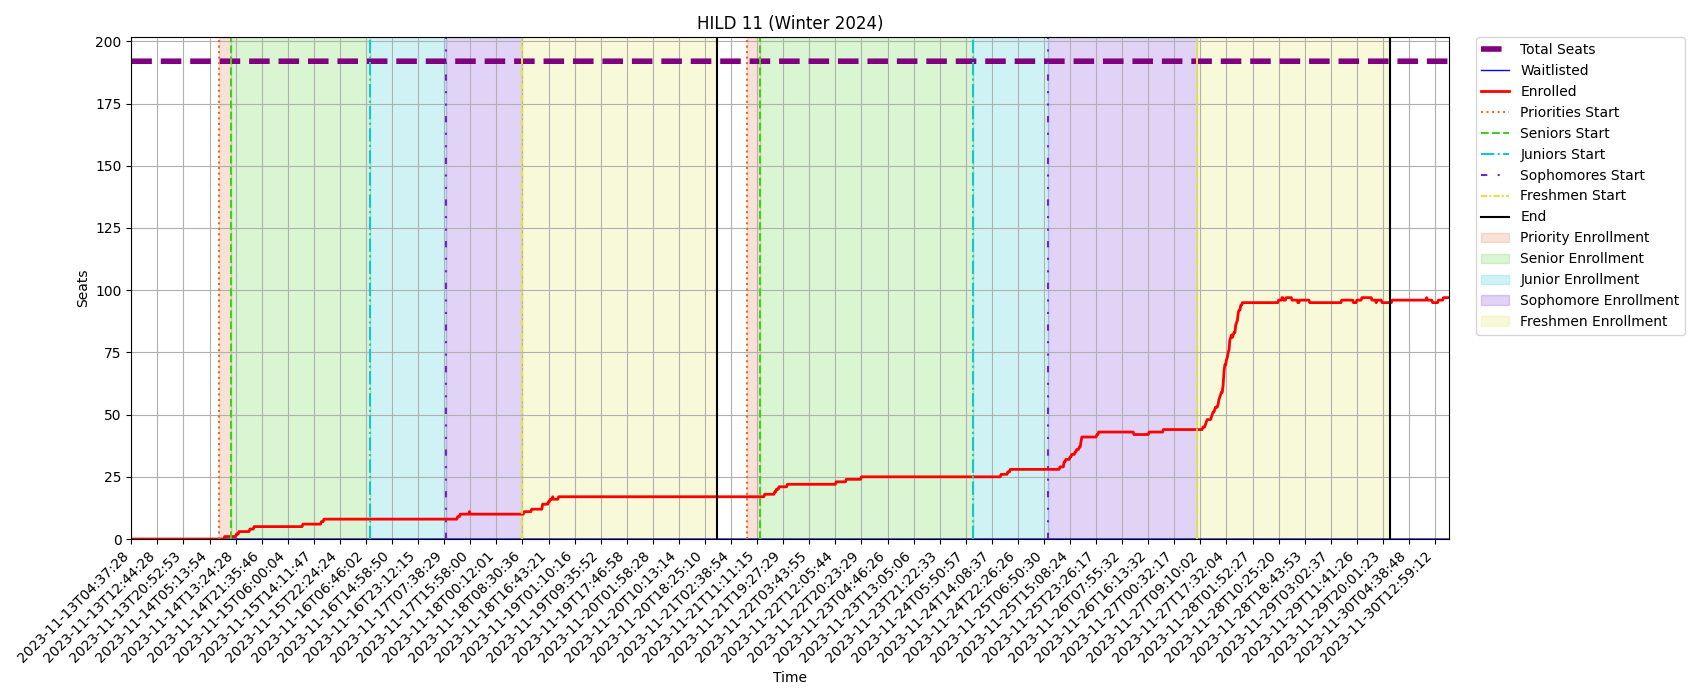 HILD 11 (Winter 2024)
200
175
150
125
100
75
50
25
0
Seats
2023-11-13T04:37:28
2023-11-13T12:44:28
2023-11-13T20:52:53
2023-11-14T05:13:54
2023-11-14T13:24:28
2023-11-14T21:35:46
2023-11-15T06:00:04
2023-11-15T14:11:47
2023-11-15T22:24:24
2023-11-16T06:46:02
2023-11-16T14:58:50
2023-11-16T23:12:15
2023-11-17T07:38:29
2023-11-17T15:58:00
2023-11-18T00:12:01
2023-11-18T08:30:36
2023-11-18T16:43:21
2023-11-19T01:10:16
2023-11-19T09:35:52
2023-11-19T17:46:58
2023-11-20T01:58:28
2023-11-20T10:13:14
2023-11-20T18:25:10
2023-11-21T02:38:54
2023-11-21T11:11:15
2023-11-21T19:27:29
2023-11-22T03:43:55
2023-11-22T12:05:44
2023-11-22T20:23:29
2023-11-23T04:46:26
2023-11-23T13:05:06
2023-11-23T21:22:33
2023-11-24T05:50:57
2023-11-24T14:08:37
2023-11-24T22:26:26
2023-11-25T06:50:30
2023-11-25T15:08:24
2023-11-25T23:26:17
2023-11-26T07:55:32
2023-11-26T16:13:32
2023-11-27T00:32:17
2023-11-27T09:10:02
2023-11-27T17:32:04
2023-11-28T01:52:27
2023-11-28T10:25:20
2023-11-28T18:43:53
2023-11-29T03:02:37
2023-11-29T11:41:26
2023-11-29T20:01:23
2023-11-30T04:38:48
2023-11-30T12:59:12
Time
Total Seats
Waitlisted
Enrolled
Priorities Start
Seniors Start
Juniors Start
Sophomores Start
Freshmen Start
End
Priority Enrollment
Senior Enrollment
Junior Enrollment
Sophomore Enrollment
Freshmen Enrollment